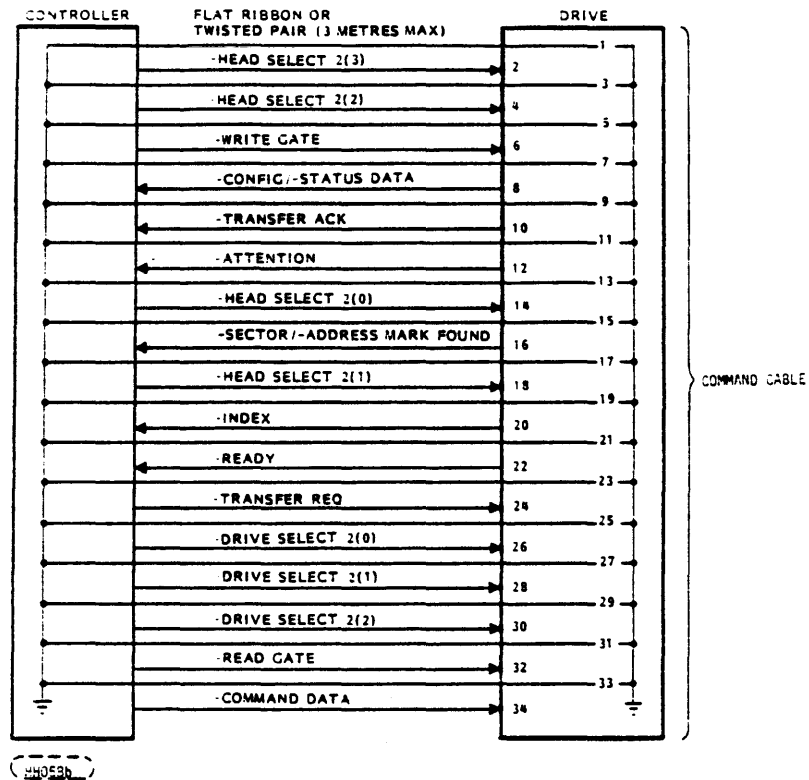 CONTROLLER
FLAT RIBBON OR
TWISTED PAIR (3 METRES MAX)
DRIVE
1
-HEAD SELECT 2(3)
2
3
-HEAD SELECT 2(2)
4
5
-WRITE GATE
6
7
-CONFIG/-STATUS DATA
8
9
-TRANSFER ACK
10
11
-ATTENTION
12
13
-HEAD SELECT 2(0)
14
15
-SECTOR/-ADDRESS MARK FOUND
16
17
-HEAD SELECT 2(1)
18
19
-INDEX
20
21
-READY
22
23
-TRANSFER REQ
24
25
-DRIVE SELECT 2(0)
26
27
-DRIVE SELECT 2(1)
28
29
-DRIVE SELECT 2(2)
30
31
-READ GATE
32
33
-COMMAND DATA
34
COMMAND CABLE